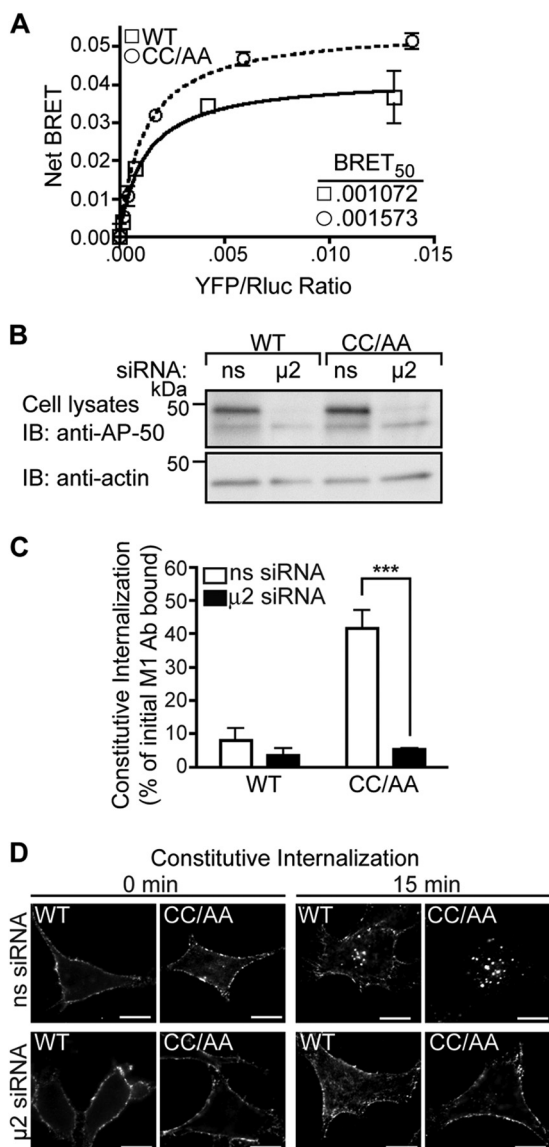 A
WT
CC/AA
Net BRET
0.05
0.04
0.03
0.02
0.01
0.00
.000 .005 .010 .015
YFP/Rluc Ratio
BRET50
.001072
.001573
B
WT CC/AA
siRNA: ns μ2 ns μ2
kDa
Cell lysates 50
IB: anti-AP-50
50
IB: anti-actin
C
Constitutive Internalization
(% of initial M1 Ab bound)
60
50
40
30
20
10
0
ns siRNA
μ2 siRNA
***
WT CC/AA
D
Constitutive Internalization
0 min 15 min
ns siRNA
WT CC/AA WT CC/AA
μ2 siRNA
WT CC/AA WT CC/AA